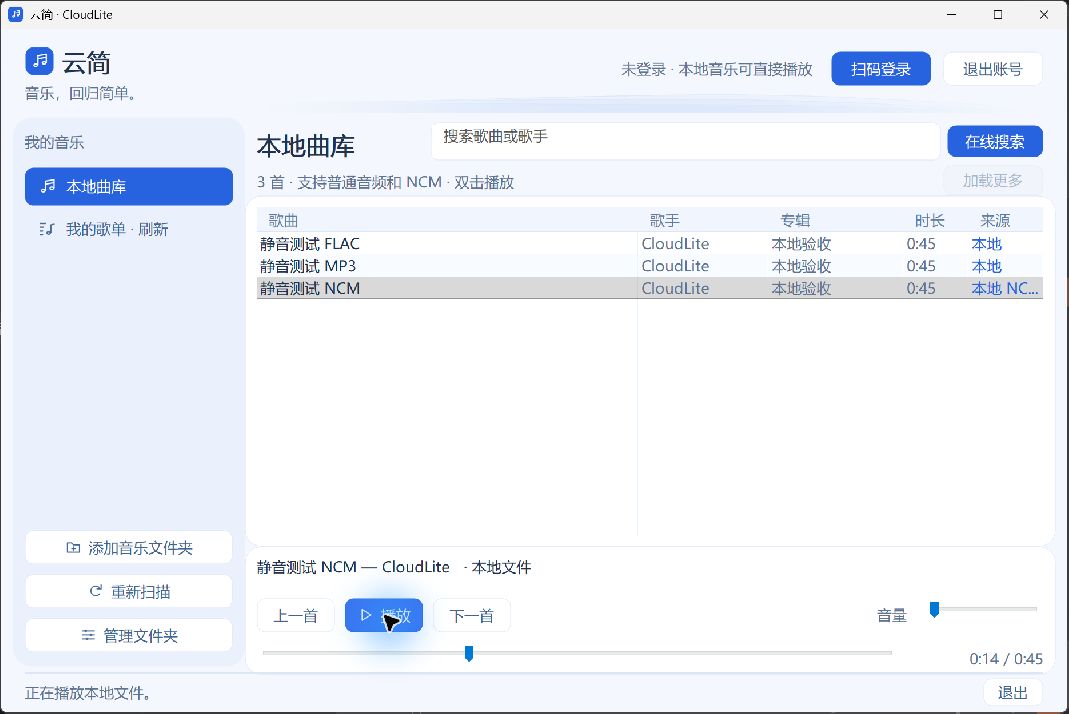 云简 · CloudLite
云简
音乐，回归简单。
未登录 · 本地音乐可直接播放
扫码登录
退出账号
我的音乐
本地曲库
我的歌单 · 刷新
添加音乐文件夹
重新扫描
管理文件夹
本地曲库
搜索歌曲或歌手
在线搜索
3 首 · 支持普通音频和 NCM · 双击播放
加载更多
歌曲 歌手 专辑 时长 来源
静音测试 FLAC CloudLite 本地验收 0:45 本地
静音测试 MP3 CloudLite 本地验收 0:45 本地
静音测试 NCM CloudLite 本地验收 0:45 本地 NC...
静音测试 NCM — CloudLite · 本地文件
上一首
播放
下一首
音量
0:14 / 0:45
正在播放本地文件。
退出